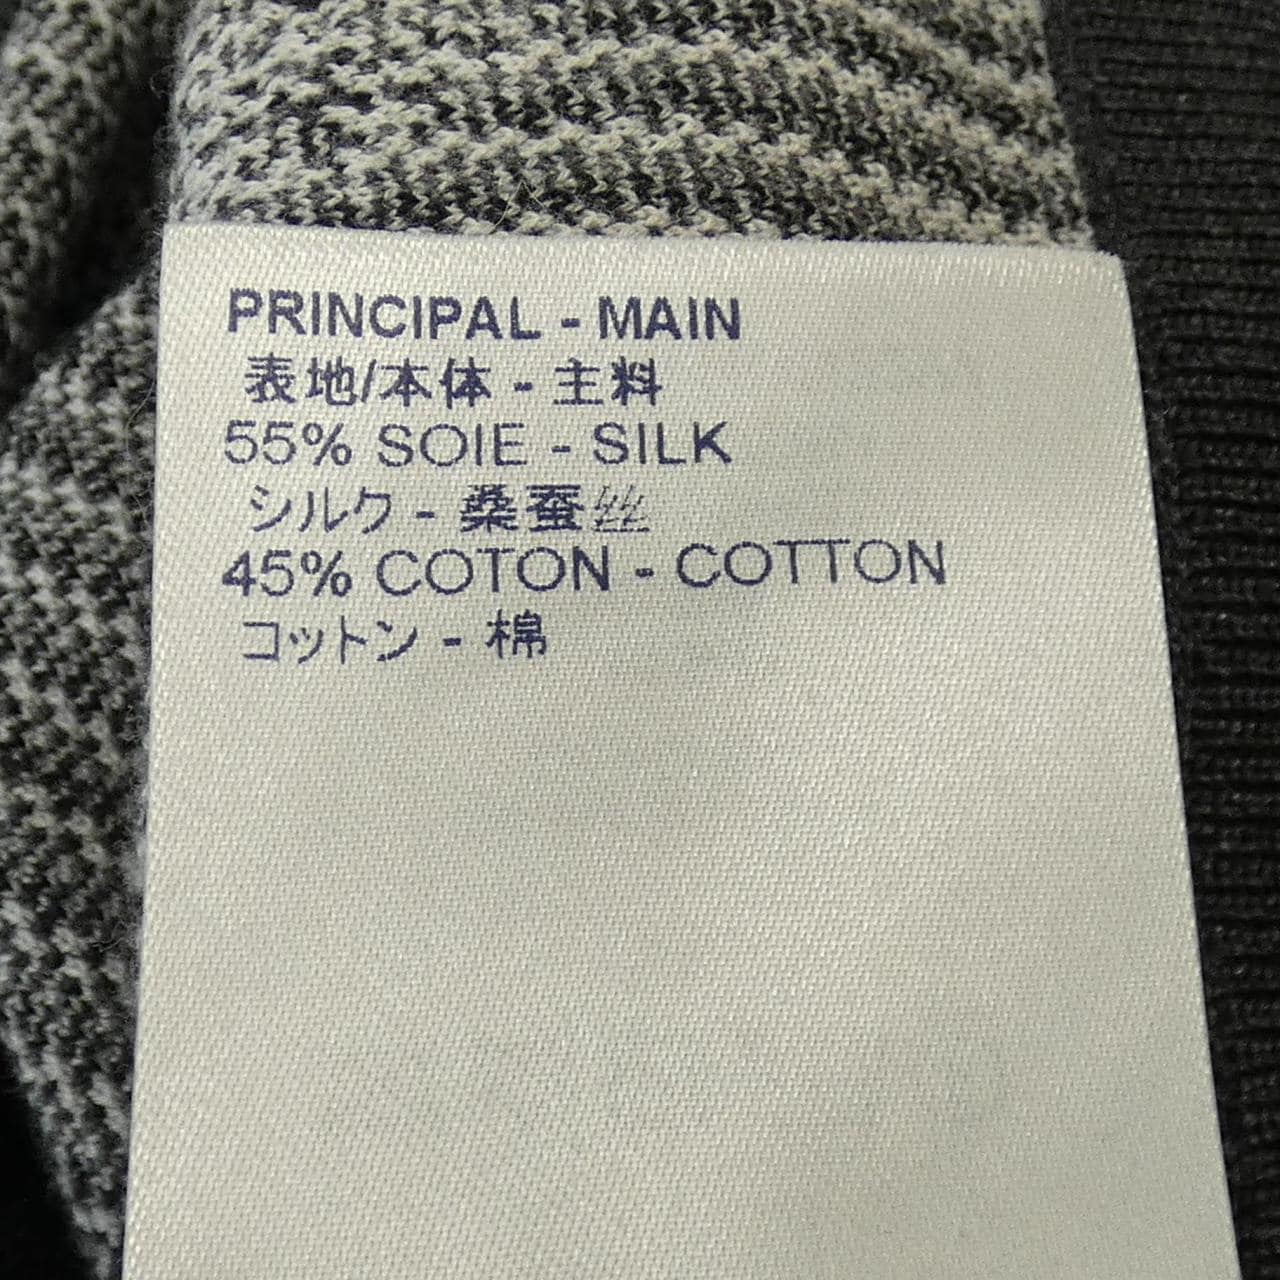 PRINCIPAL - MAIN
表地/本体 - 主料
55% SOIE - SILK
シルク - 桑蚕丝
45% COTON - COTTON
コットン - 棉